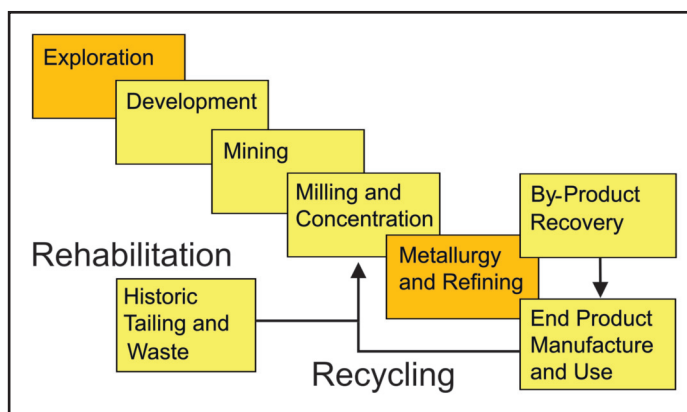 Exploration
Development
Mining
Milling and
Concentration
By-Product
Recovery
Rehabilitation
Metallurgy
and Refining
Historic
Tailing and
Waste
End Product
Manufacture
and Use
Recycling